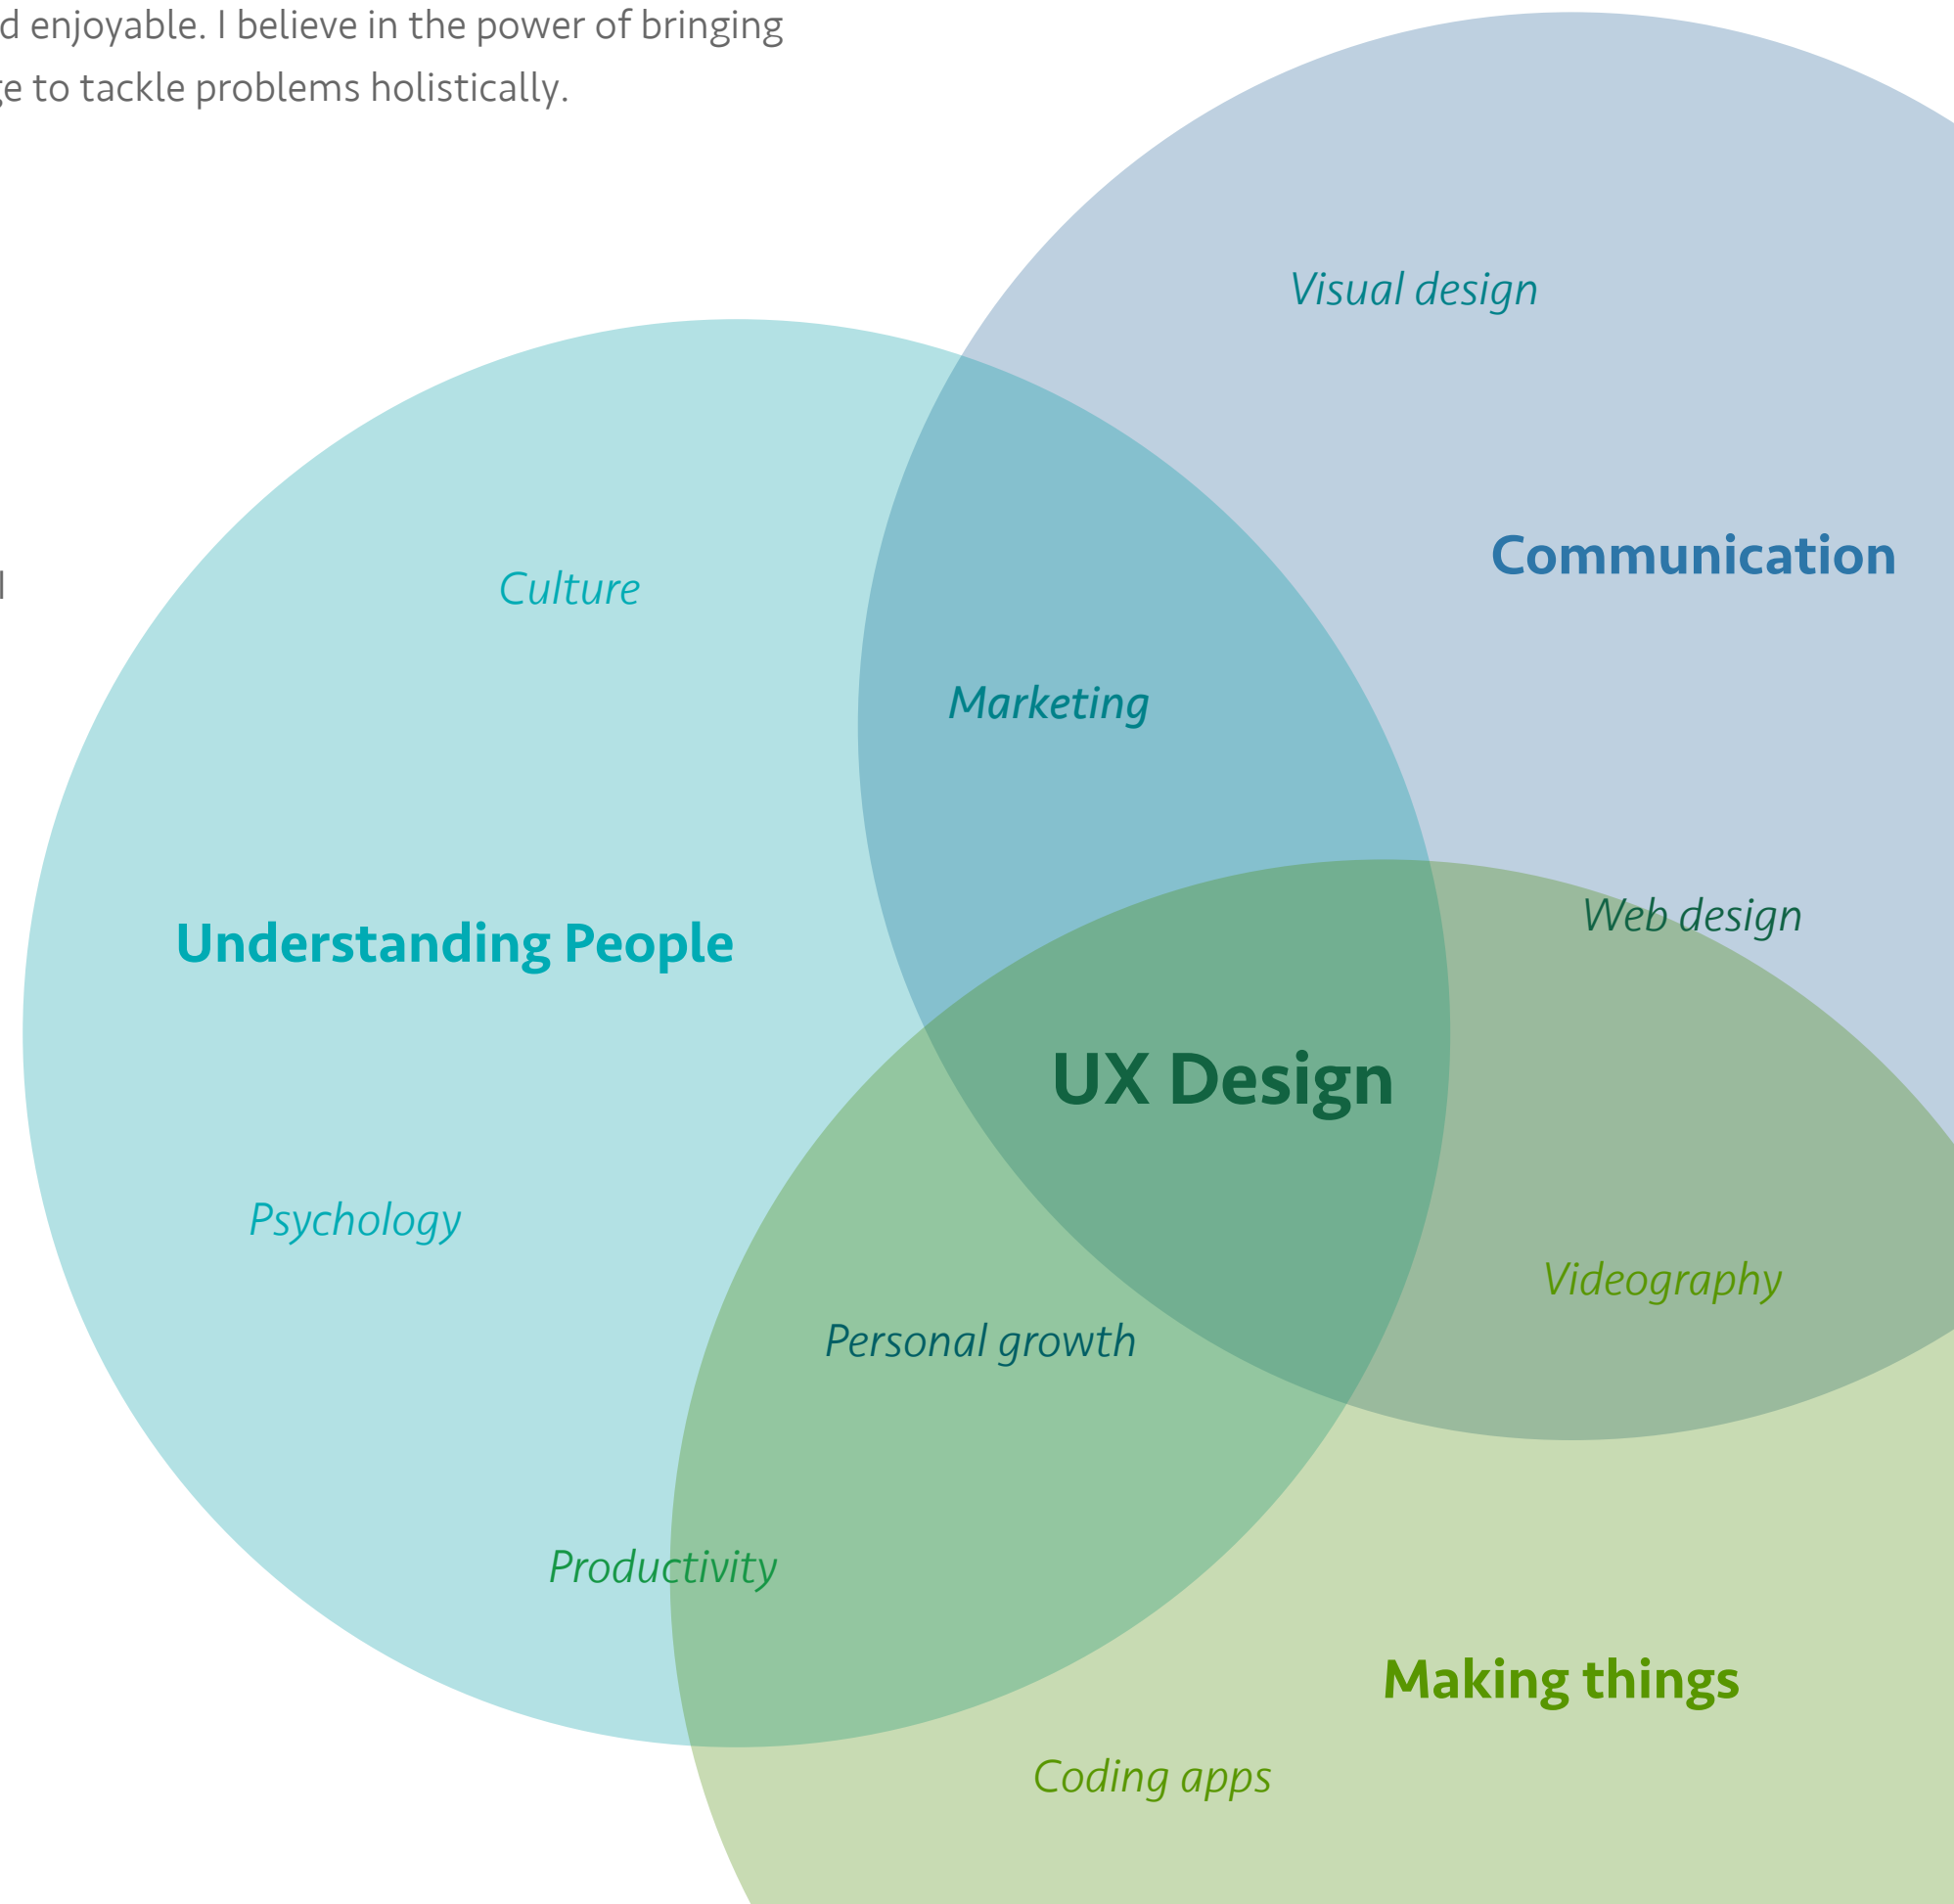 d enjoyable. I believe in the power of bringing
ge to tackle problems holistically.
Visual design
Communication
Culture
l
Marketing
Web design
Understanding People
UX Design
Psychology
Videography
Personal growth
Productivity
Making things
Coding apps